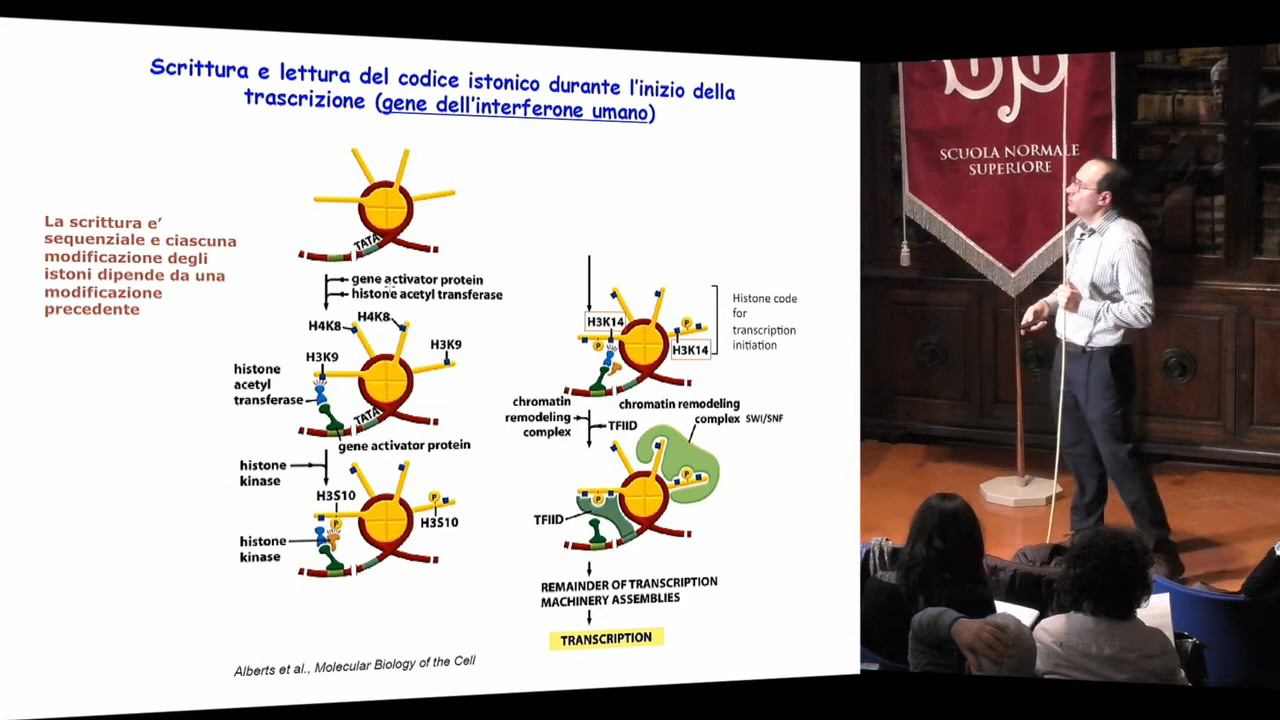 Scrittura e lettura del codice istonico durante l'inizio della
trascrizione (gene dell'interferone umano)
La scrittura e'
sequenziale e ciascuna
modificazione degli
istoni dipende da una
modificazione
precedente
TATA
gene activator protein
histone acetyl transferase
H4K8
H4K8
H3K9
H3K9
histone
acetyl
transferase
TATA
gene activator protein
histone
kinase
H3S10
P
P
H3S10
histone
kinase
H3K14
P
P
H3K14
Histone code
for
transcription
initiation
chromatin
remodeling
complex
TFIID
chromatin remodeling
complex SWI/SNF
P
P
TFIID
REMAINDER OF TRANSCRIPTION
MACHINERY ASSEMBLIES
TRANSCRIPTION
Alberts et al., Molecular Biology of the Cell
SCUOLA NORMALE
SUPERIORE